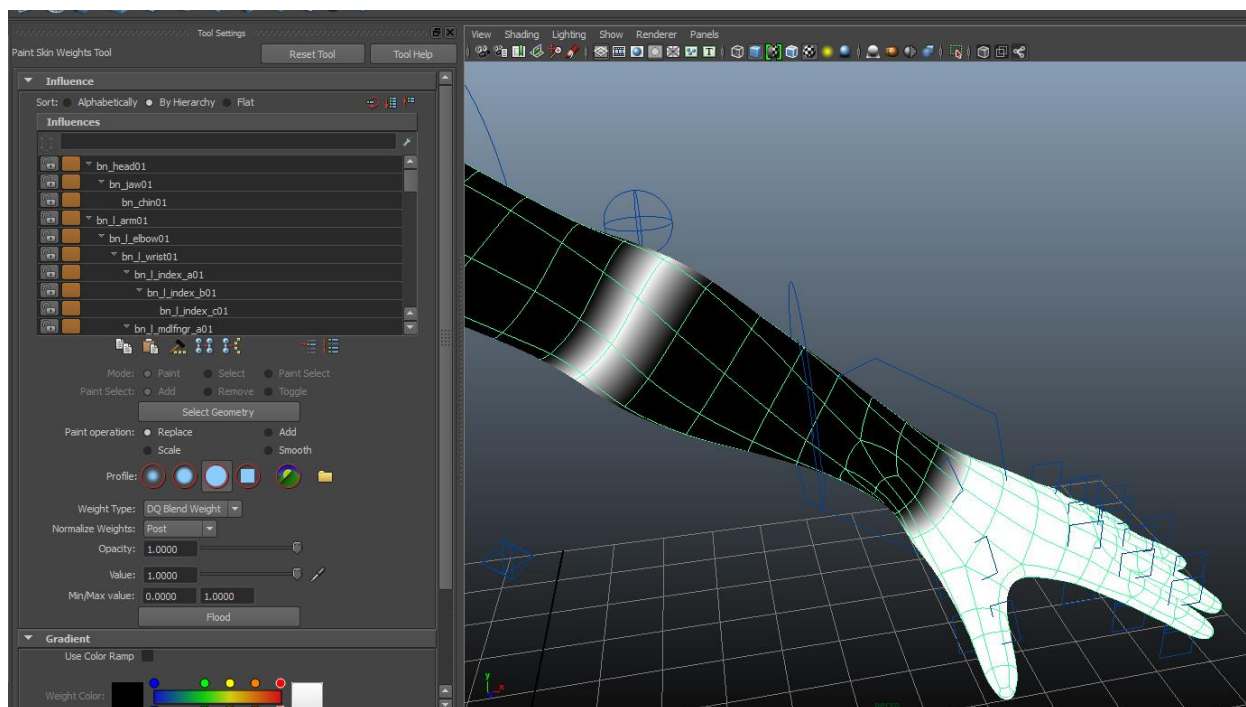 Tool Settings
Paint Skin Weights Tool Reset Tool Tool Help
Influence
Sort: Alphabetically By Hierarchy Flat
Influences
bn_head01
bn_jaw01
bn_chin01
bn_l_arm01
bn_l_elbow01
bn_l_wrist01
bn_l_index_a01
bn_l_index_b01
bn_l_index_c01
bn_l_mdlfngr_a01
Mode: Paint Select Paint Select
Paint Select: Add Remove Toggle
Select Geometry
Paint operation: Replace Add
Scale Smooth
Profile:
Weight Type: DQ Blend Weight
Normalize Weights: Post
Opacity: 1.0000
Value: 1.0000
Min/Max value: 0.0000 1.0000
Flood
Gradient
Use Color Ramp
Weight Color:
View Shading Lighting Show Renderer Panels
y
x
persp